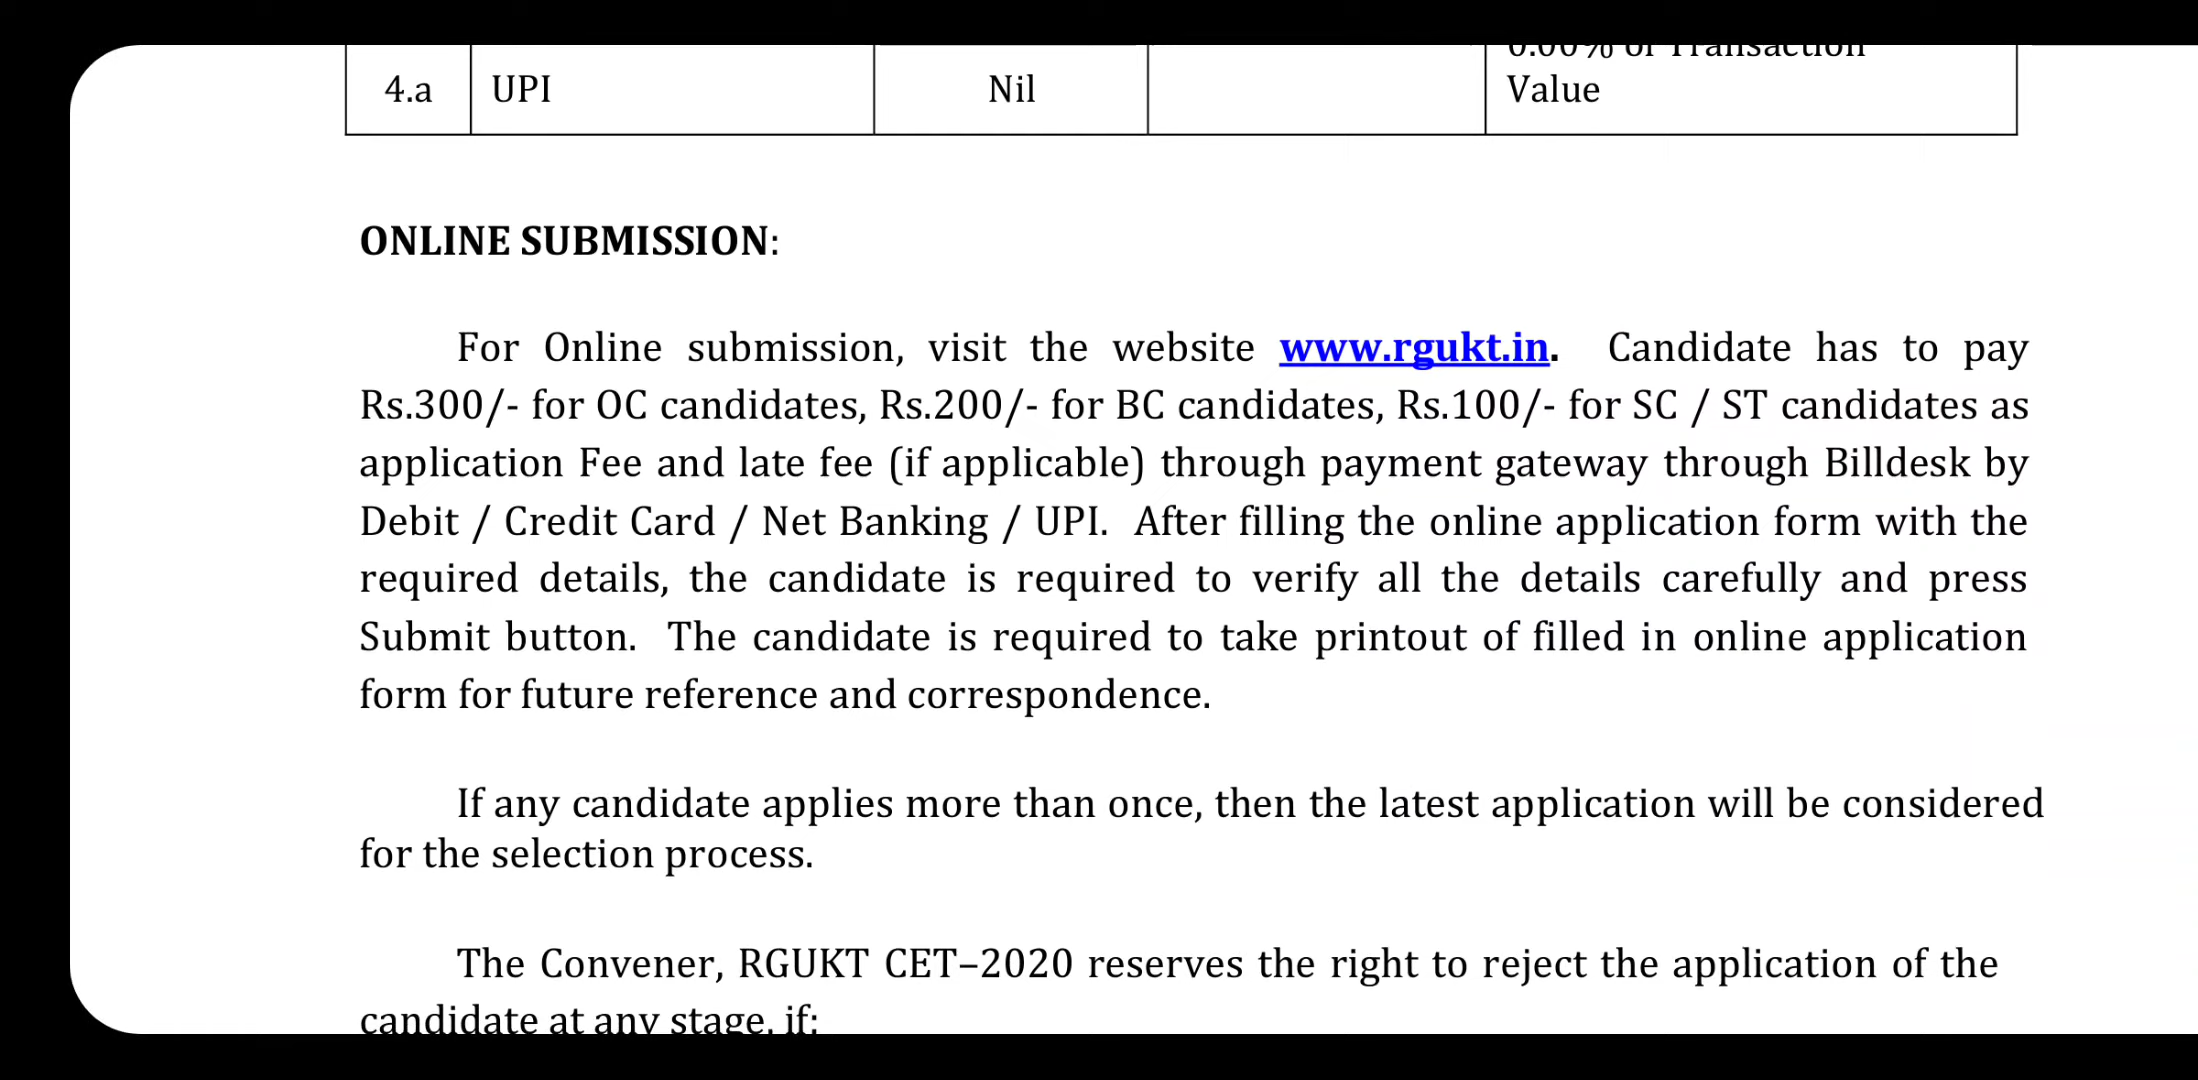 0.00% of Transaction
4.a UPI Nil Value
ONLINE SUBMISSION:
For Online submission, visit the website www.rgukt.in. Candidate has to pay
Rs.300/- for OC candidates, Rs.200/- for BC candidates, Rs.100/- for SC / ST candidates as
application Fee and late fee (if applicable) through payment gateway through Billdesk by
Debit / Credit Card / Net Banking / UPI. After filling the online application form with the
required details, the candidate is required to verify all the details carefully and press
Submit button. The candidate is required to take printout of filled in online application
form for future reference and correspondence.
If any candidate applies more than once, then the latest application will be considered
for the selection process.
The Convener, RGUKT CET–2020 reserves the right to reject the application of the
candidate at any stage, if: